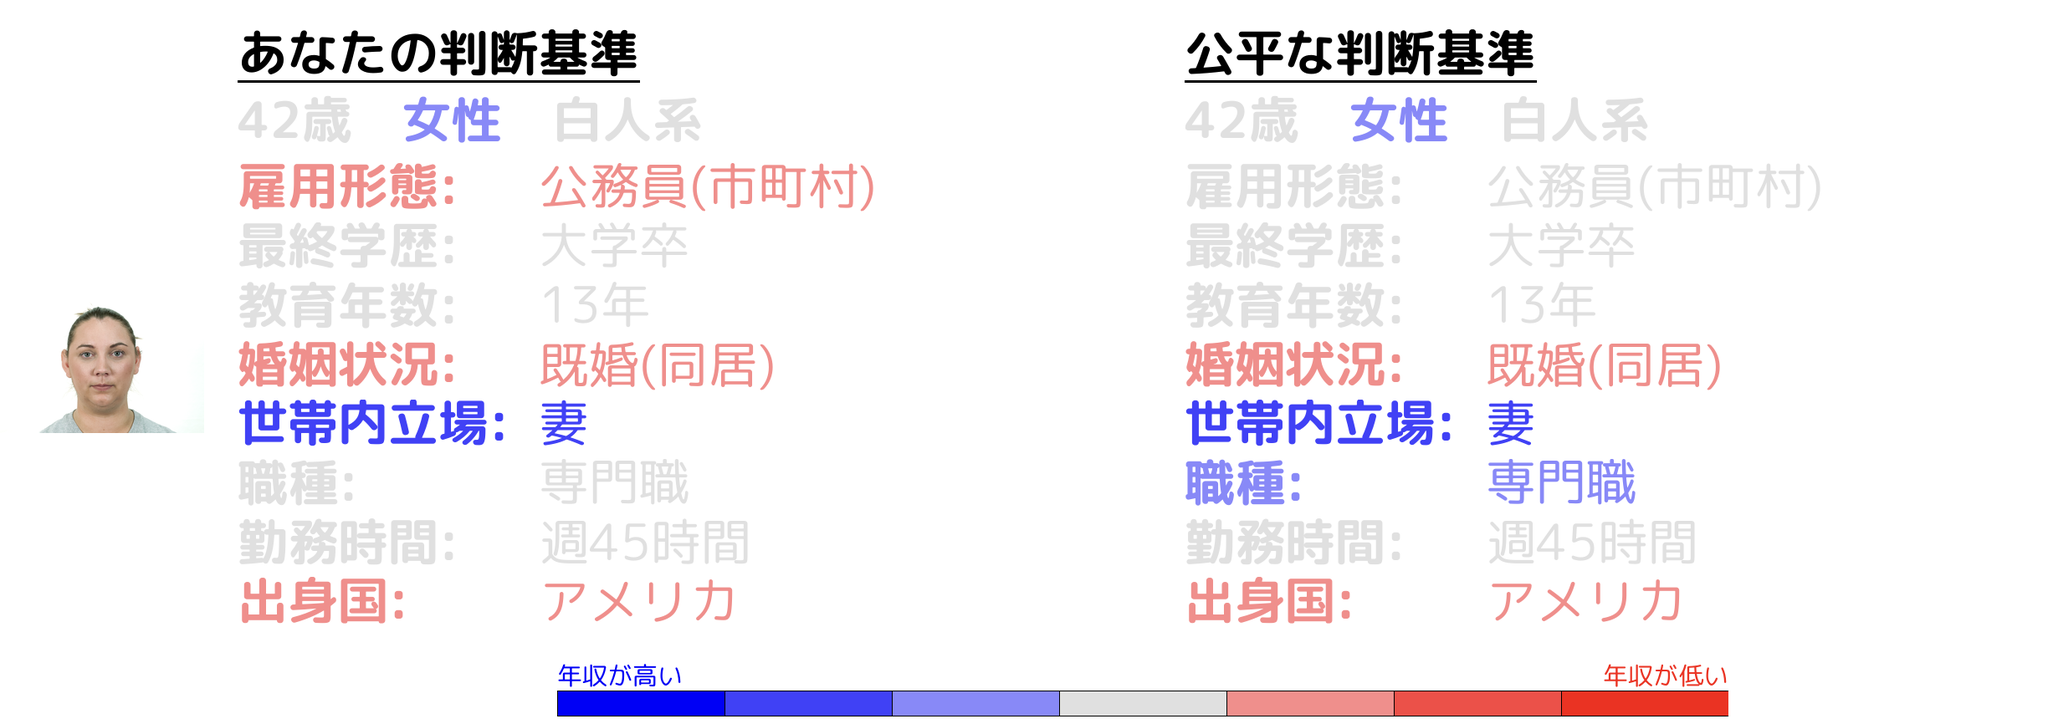 あなたの判断基準
42歳 女性 白人系
雇用形態: 公務員(市町村)
最終学歴: 大学卒
教育年数: 13年
婚姻状況: 既婚(同居)
世帯内立場: 妻
職種: 専門職
勤務時間: 週45時間
出身国: アメリカ
公平な判断基準
42歳 女性 白人系
雇用形態: 公務員(市町村)
最終学歴: 大学卒
教育年数: 13年
婚姻状況: 既婚(同居)
世帯内立場: 妻
職種: 専門職
勤務時間: 週45時間
出身国: アメリカ
年収が高い 年収が低い